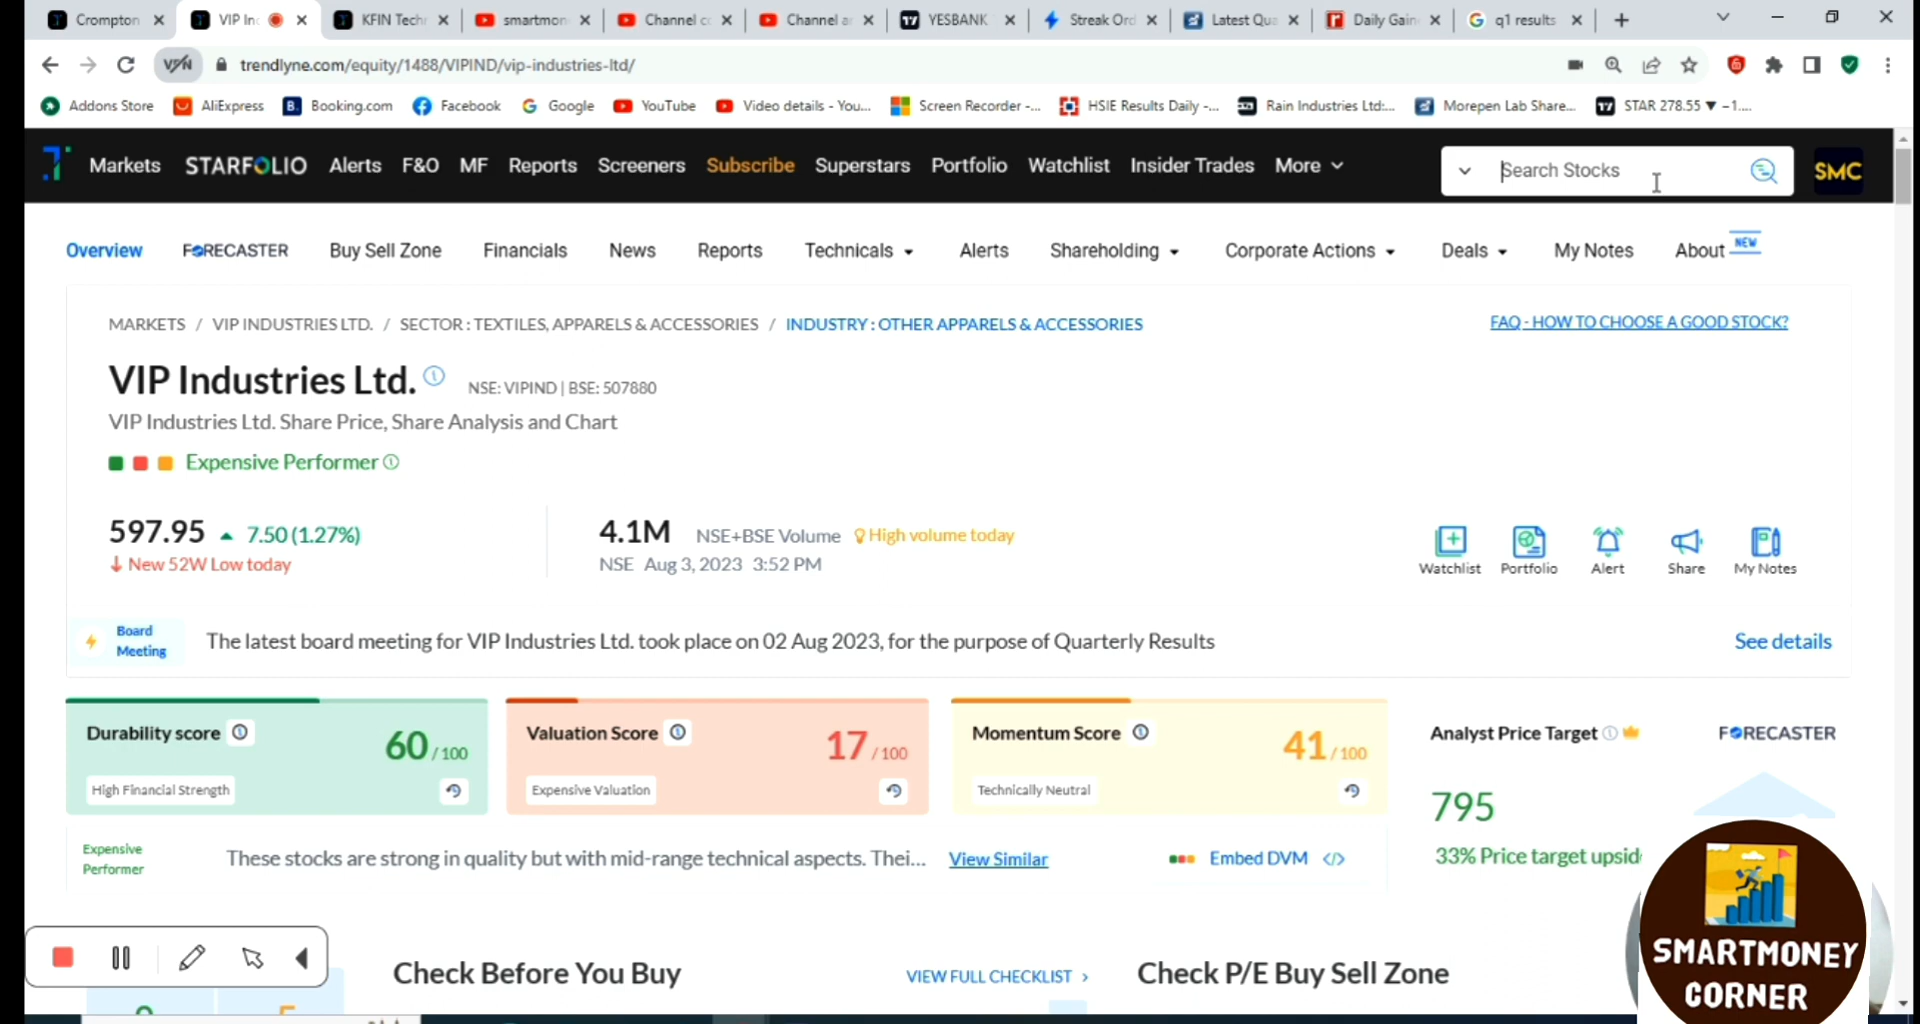 Crompton
VIP In
KFIN Tech
smartmon
Channel c
Channel a
YESBANK
Streak Ord
Latest Qua
Daily Gain
q1 results
VPN
trendlyne.com/equity/1488/VIPIND/vip-industries-ltd/
Addons Store
AliExpress
Booking.com
Facebook
Google
YouTube
Video details - You...
Screen Recorder -...
HSIE Results Daily -...
Rain Industries Ltd:...
Morepen Lab Share...
STAR 278.55 ▼ −1....
Markets
STARFOLIO
Alerts
F&O
MF
Reports
Screeners
Subscribe
Superstars
Portfolio
Watchlist
Insider Trades
More
Search Stocks
SMC
Overview
FORECASTER
Buy Sell Zone
Financials
News
Reports
Technicals
Alerts
Shareholding
Corporate Actions
Deals
My Notes
About
NEW
MARKETS / VIP INDUSTRIES LTD. / SECTOR : TEXTILES, APPARELS & ACCESSORIES / INDUSTRY : OTHER APPARELS & ACCESSORIES
FAQ - HOW TO CHOOSE A GOOD STOCK?
VIP Industries Ltd.
NSE: VIPIND | BSE: 507880
VIP Industries Ltd. Share Price, Share Analysis and Chart
Expensive Performer
597.95 ▲ 7.50 (1.27%)
↓ New 52W Low today
4.1M NSE+BSE Volume High volume today
NSE Aug 3, 2023 3:52 PM
Watchlist
Portfolio
Alert
Share
My Notes
Board
Meeting
The latest board meeting for VIP Industries Ltd. took place on 02 Aug 2023, for the purpose of Quarterly Results
See details
Durability score
60 / 100
High Financial Strength
Valuation Score
17 / 100
Expensive Valuation
Momentum Score
41 / 100
Technically Neutral
Analyst Price Target
FORECASTER
795
33% Price target upsid
Expensive
Performer
These stocks are strong in quality but with mid-range technical aspects. Thei...
View Similar
Embed DVM </>
Check Before You Buy
VIEW FULL CHECKLIST ›
Check P/E Buy Sell Zone
SMARTMONEY
CORNER